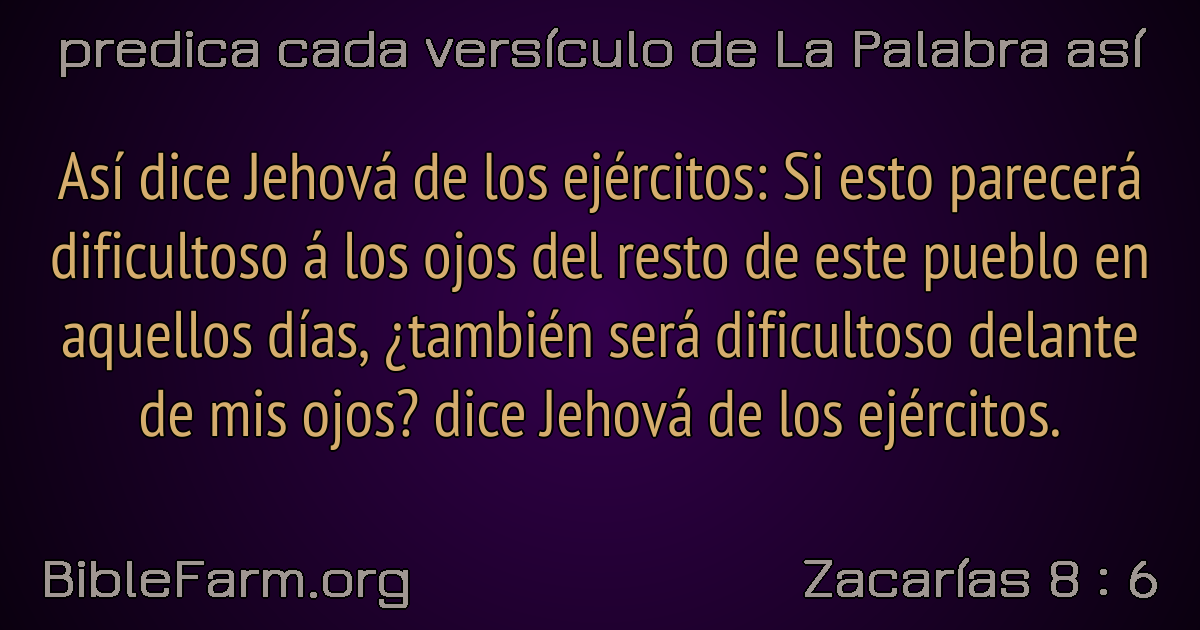 predica cada versículo de La Palabra así
Así dice Jehová de los ejércitos: Si esto parecerá
dificultoso á los ojos del resto de este pueblo en
aquellos días, ¿también será dificultoso delante
de mis ojos? dice Jehová de los ejércitos.
BibleFarm.org
Zacarías 8 : 6